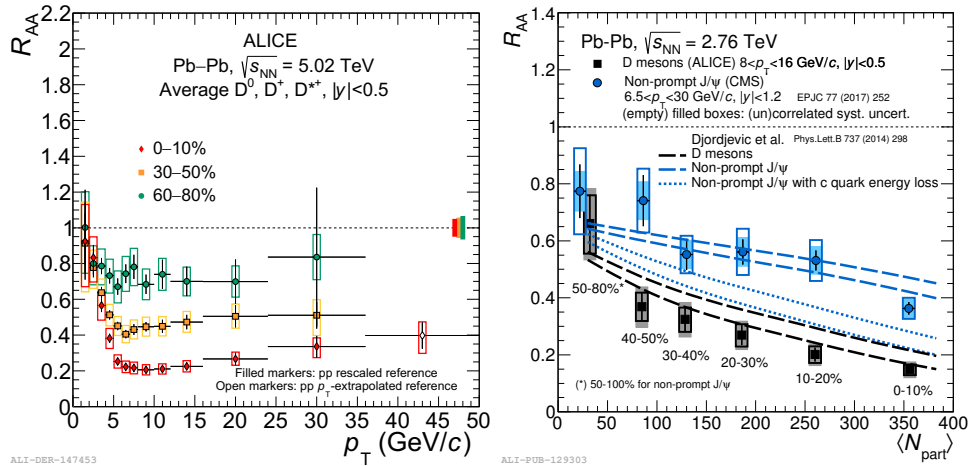 R_AA
2.2
2
1.8
1.6
1.4
1.2
1
0.8
0.6
0.4
0.2
0
ALICE
Pb–Pb, √s_NN = 5.02 TeV
Average D⁰, D⁺, D*⁺, |y|<0.5
0–10%
30–50%
60–80%
Filled markers: pp rescaled reference
Open markers: pp p_T-extrapolated reference
0 5 10 15 20 25 30 35 40 45 50
p_T (GeV/c)
ALI-DER-147453
R_AA
1.4
1.2
1
0.8
0.6
0.4
0.2
0
Pb-Pb, √s_NN = 2.76 TeV
D mesons (ALICE) 8<p_T<16 GeV/c, |y|<0.5
Non-prompt J/ψ (CMS)
6.5<p_T<30 GeV/c, |y|<1.2 EPJC 77 (2017) 252
(empty) filled boxes: (un)correlated syst. uncert.
Djordjevic et al. Phys.Lett.B 737 (2014) 298
D mesons
Non-prompt J/ψ
Non-prompt J/ψ with c quark energy loss
50-80%*
40-50%
30-40%
20-30%
10-20%
0-10%
(*) 50-100% for non-prompt J/ψ
0 50 100 150 200 250 300 350 400
⟨N_part⟩
ALI-PUB-129303